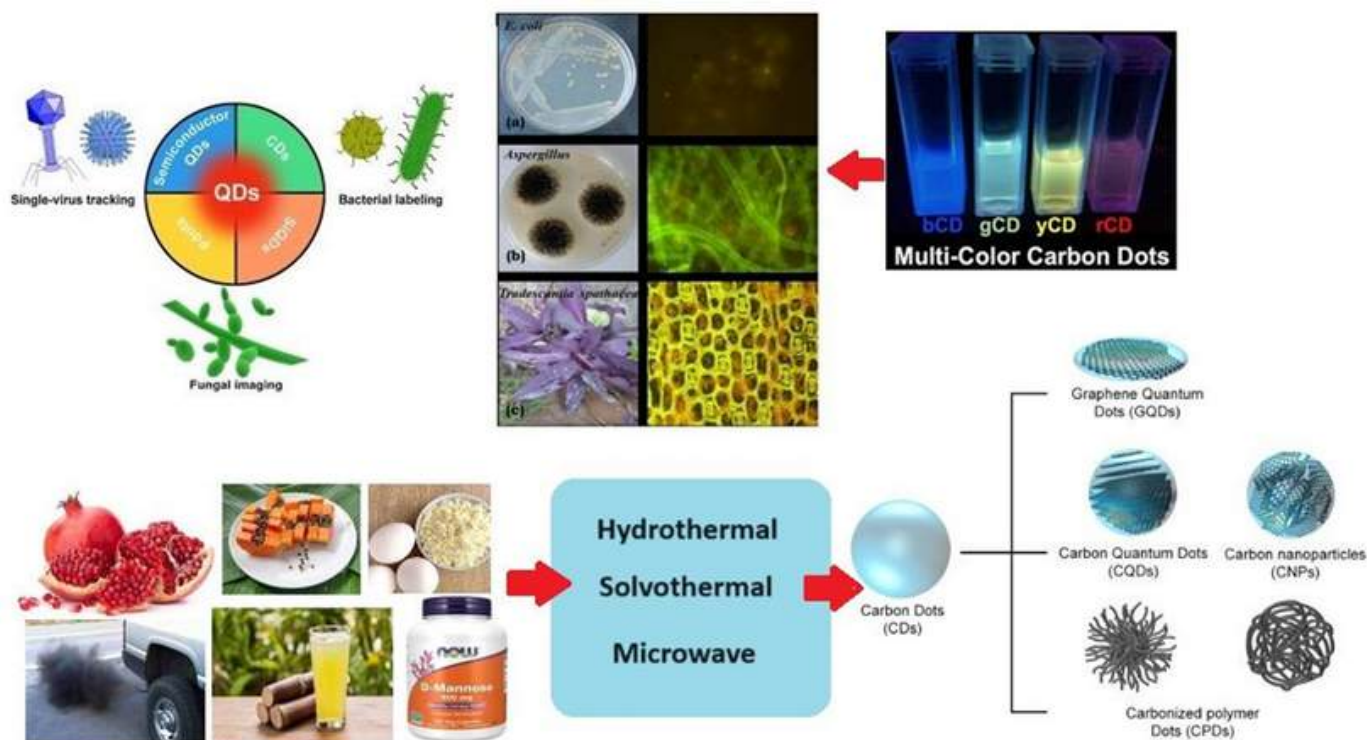 Semiconductor
QDs
CDs
QDs
Pdots
SiQDs
Single-virus tracking
Bacterial labeling
Fungal imaging
E. coli
(a)
Aspergillus
(b)
Tradescantia spathacea
(c)
bCD gCD yCD rCD
Multi-Color Carbon Dots
Hydrothermal
Solvothermal
Microwave
NOW
D-Mannose
Carbon Dots
(CDs)
Graphene Quantum
Dots (GQDs)
Carbon Quantum Dots
(CQDs)
Carbon nanoparticles
(CNPs)
Carbonized polymer
Dots (CPDs)